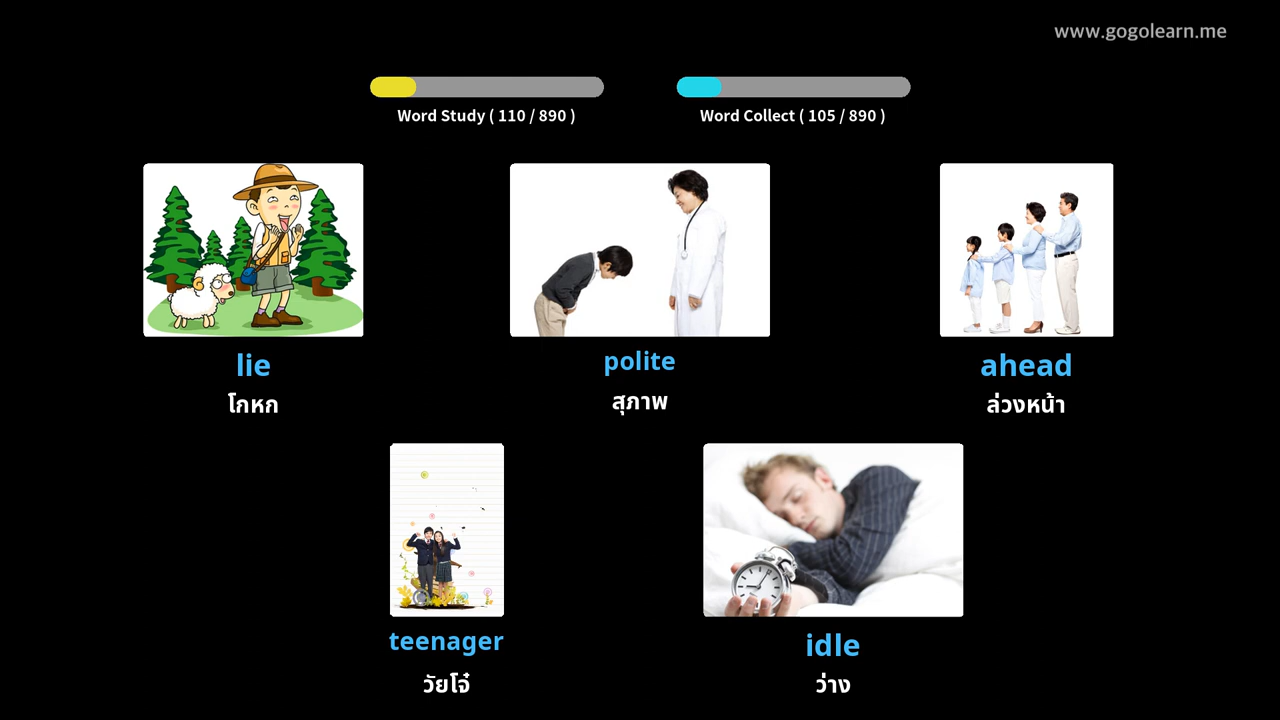 www.gogolearn.me
Word Study ( 110 / 890 )
Word Collect ( 105 / 890 )
lie
โกหก
polite
สุภาพ
ahead
ล่วงหน้า
teenager
วัยโจ๋
idle
ว่าง